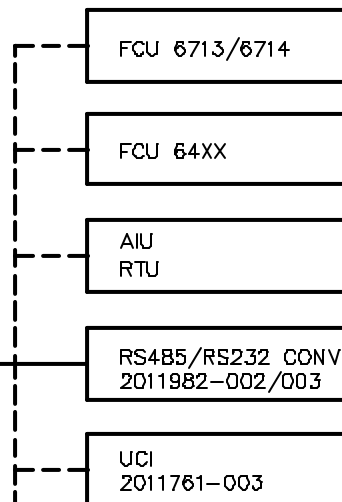 FCU 6713/6714
FCU 64XX
AIU
RTU
RS485/RS232 CONV
2011982-002/003
UCI
2011761-003